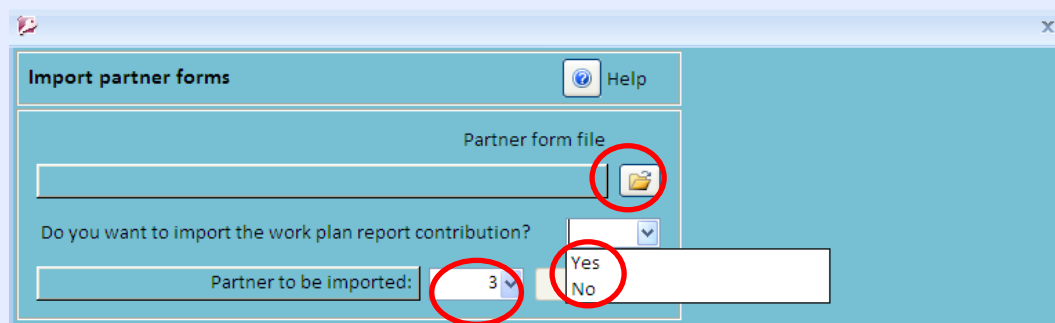 x
Import partner forms
Help
Partner form file
Do you want to import the work plan report contribution?
Yes
No
Partner to be imported:
3